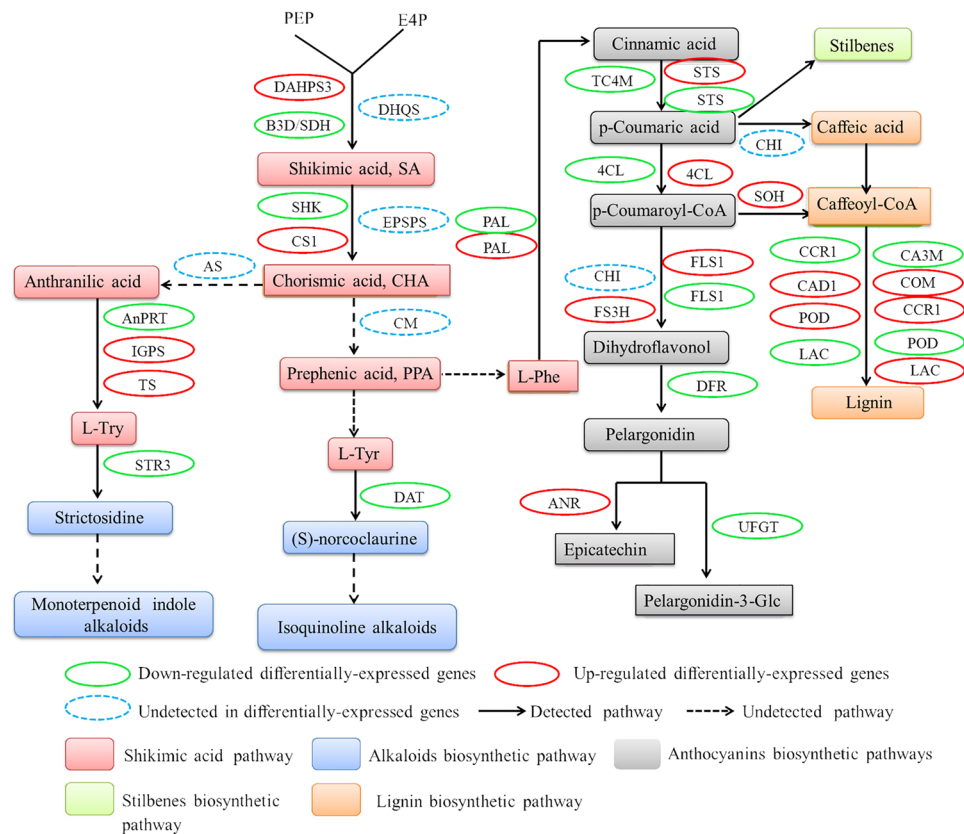 PEP
E4P
DAHPS3
DHQS
B3D/SDH
Shikimic acid, SA
SHK
EPSPS
CS1
AS
Anthranilic acid
Chorismic acid, CHA
AnPRT
CM
IGPS
Prephenic acid, PPA
L-Phe
TS
L-Try
L-Tyr
STR3
DAT
Strictosidine
(S)-norcoclaurine
Monoterpenoid indole
alkaloids
Isoquinoline alkaloids
PAL
PAL
Cinnamic acid
Stilbenes
TC4M
STS
STS
p-Coumaric acid
Caffeic acid
CHI
4CL
4CL
SOH
p-Coumaroyl-CoA
Caffeoyl-CoA
CHI
FLS1
CCR1
CA3M
FS3H
FLS1
CAD1
COM
POD
CCR1
Dihydroflavonol
LAC
POD
LAC
DFR
Lignin
Pelargonidin
ANR
UFGT
Epicatechin
Pelargonidin-3-Glc
Down-regulated differentially-expressed genes
Up-regulated differentially-expressed genes
Undetected in differentially-expressed genes
Detected pathway
Undetected pathway
Shikimic acid pathway
Alkaloids biosynthetic pathway
Anthocyanins biosynthetic pathways
Stilbenes biosynthetic
pathway
Lignin biosynthetic pathway